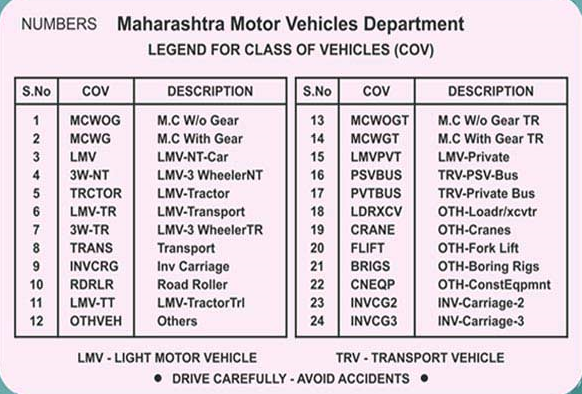 NUMBERS Maharashtra Motor Vehicles Department
LEGEND FOR CLASS OF VEHICLES (COV)
S.No COV DESCRIPTION
1 MCWOG M.C W/o Gear
2 MCWG M.C With Gear
3 LMV LMV-NT-Car
4 3W-NT LMV-3 WheelerNT
5 TRCTOR LMV-Tractor
6 LMV-TR LMV-Transport
7 3W-TR LMV-3 WheelerTR
8 TRANS Transport
9 INVCRG Inv Carriage
10 RDRLR Road Roller
11 LMV-TT LMV-TractorTrl
12 OTHVEH Others
S.No COV DESCRIPTION
13 MCWOGT M.C W/o Gear TR
14 MCWGT M.C With Gear TR
15 LMVPVT LMV-Private
16 PSVBUS TRV-PSV-Bus
17 PVTBUS TRV-Private Bus
18 LDRXCV OTH-Loadr/xcvtr
19 CRANE OTH-Cranes
20 FLIFT OTH-Fork Lift
21 BRIGS OTH-Boring Rigs
22 CNEQP OTH-ConstEqpmnt
23 INVCG2 INV-Carriage-2
24 INVCG3 INV-Carriage-3
LMV - LIGHT MOTOR VEHICLE TRV - TRANSPORT VEHICLE
● DRIVE CAREFULLY - AVOID ACCIDENTS ●